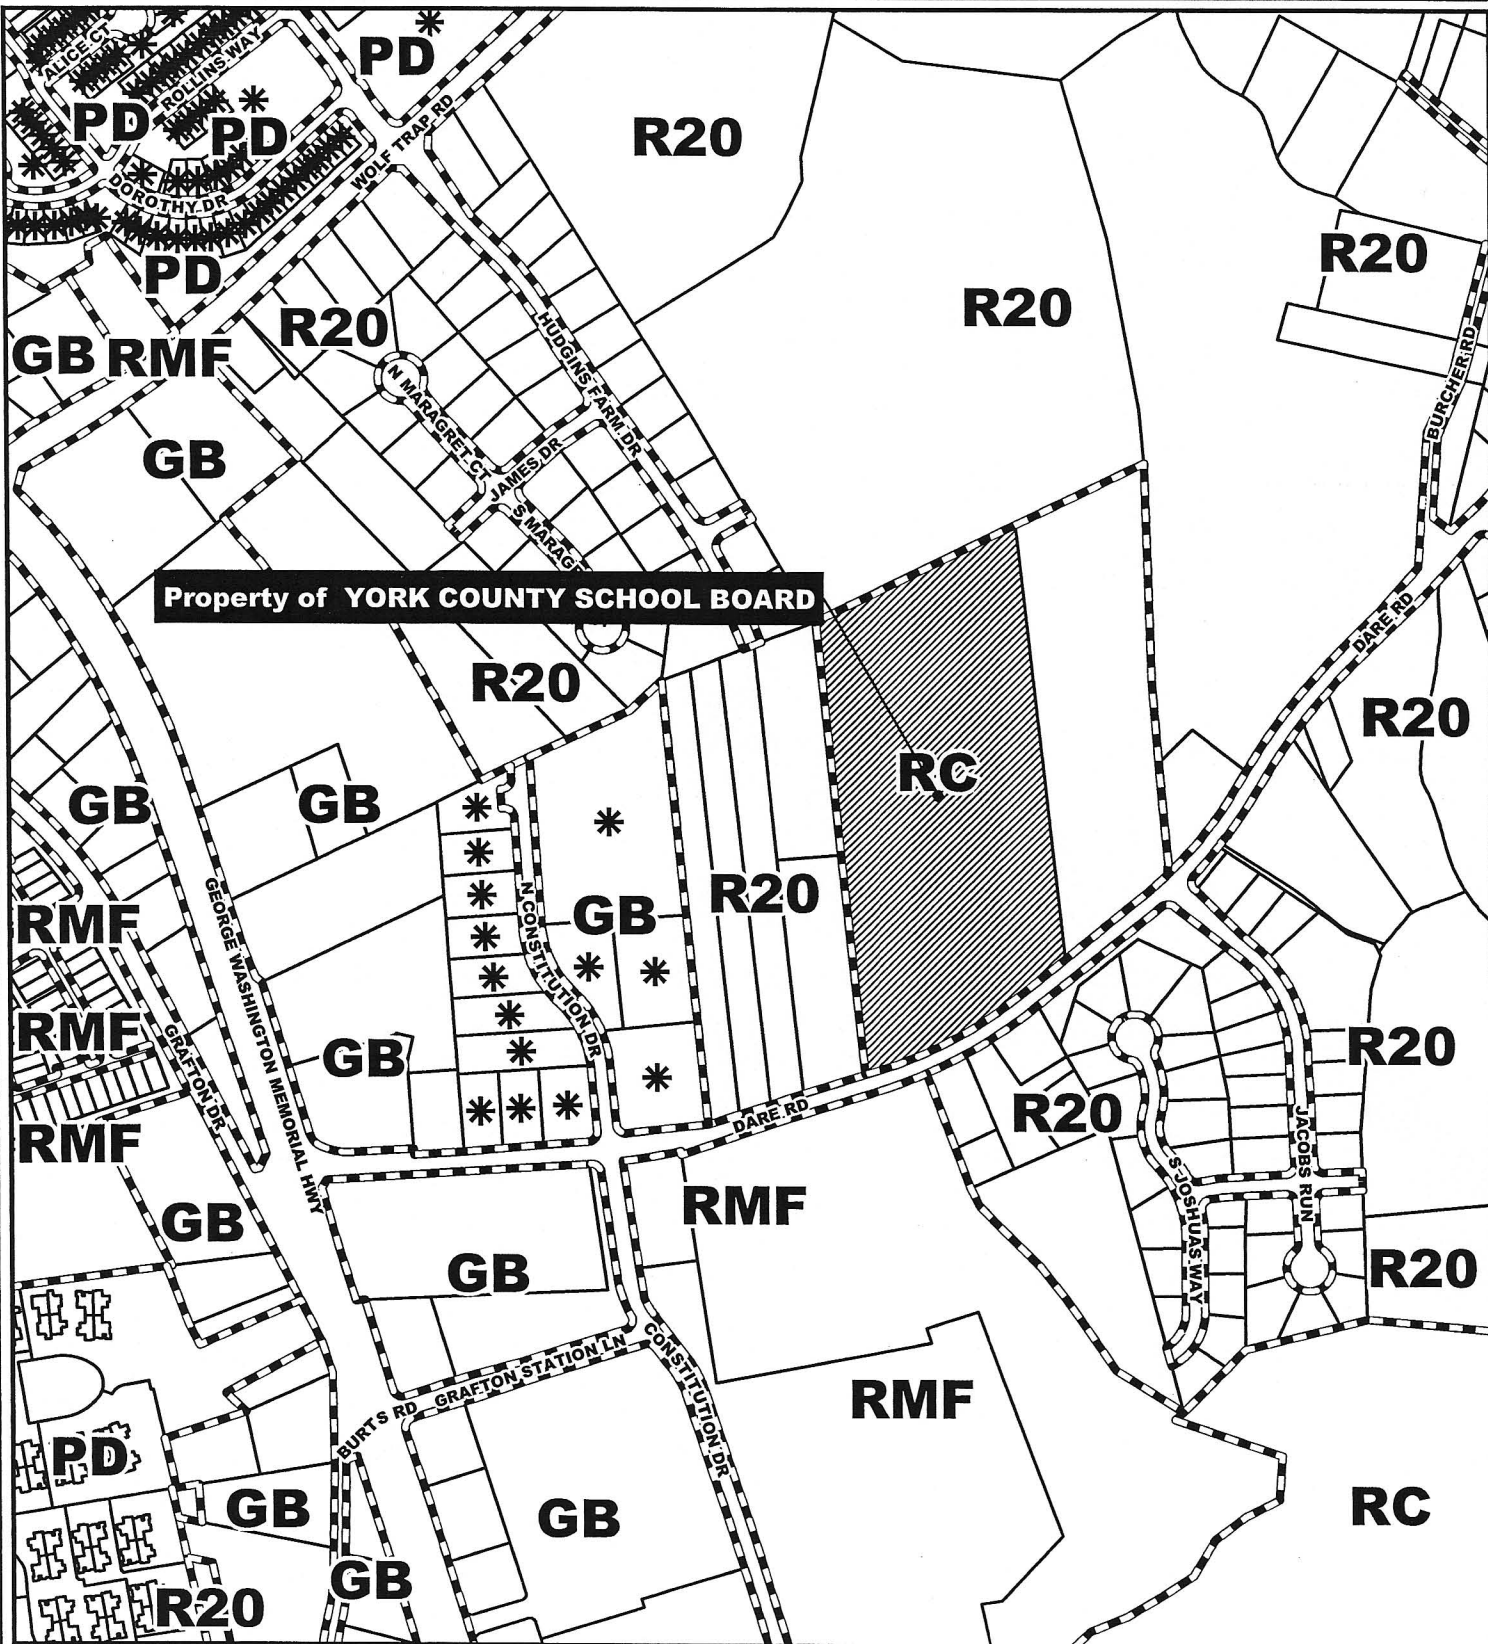 ALICE CT
ROLLINS WAY
PD
PD
PD
DOROTHY DR
WOLF TRAP RD
R20
PD
R20
R20
R20
GB
RMF
HUDGINS FARM DR
N MARAGRET CT
BURCHER RD
GB
JAMES DR
S MARAG
Property of YORK COUNTY SCHOOL BOARD
DARE RD
R20
R20
RC
GB
GB
R20
GB
RMF
GEORGE WASHINGTON MEMORIAL HWY
N CONSTITUTION DR
RMF
GRAFTON DR
GB
R20
R20
DARE RD
RMF
JACOBS RUN
S JOSHUAS WAY
RMF
GB
GB
R20
CONSTITUTION DR
GRAFTON STATION LN
BURTS RD
RMF
PD
GB
GB
RC
GB
R20